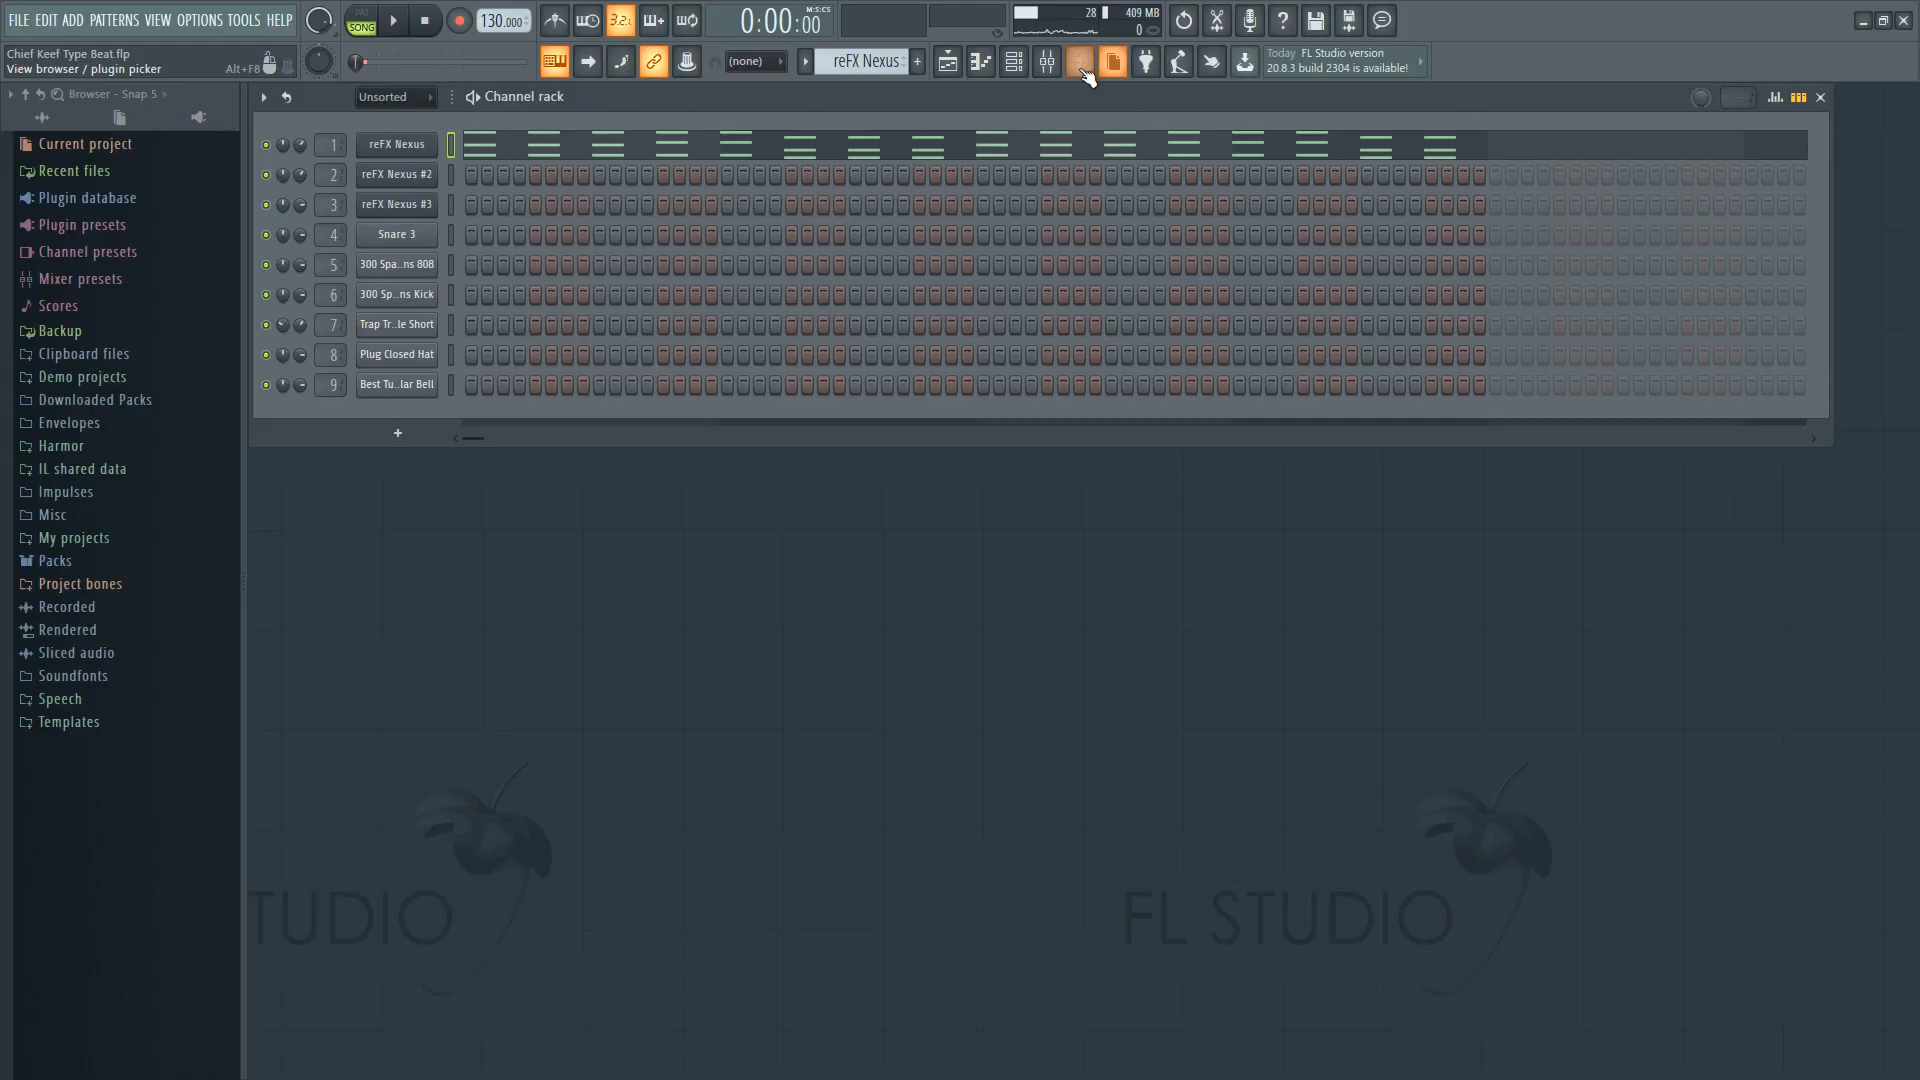 FILE EDIT ADD PATTERNS VIEW OPTIONS TOOLS HELP
PAT
SONG
130.000
3.2.
0:00:00
M:S:CS
28
409 MB
0
Chief Keef Type Beat.flp
View browser / plugin picker
Alt+F8
(none)
reFX Nexus
+
Today FL Studio version
20.8.3 build 2304 is available!
Browser - Snap 5
Unsorted
Channel rack
Current project
Recent files
Plugin database
Plugin presets
Channel presets
Mixer presets
Scores
Backup
Clipboard files
Demo projects
Downloaded Packs
Envelopes
Harmor
IL shared data
Impulses
Misc
My projects
Packs
Project bones
Recorded
Rendered
Sliced audio
Soundfonts
Speech
Templates
1 reFX Nexus
2 reFX Nexus #2
3 reFX Nexus #3
4 Snare 3
5 300 Spa..ns 808
6 300 Sp..ns Kick
7 Trap Tr..le Short
8 Plug Closed Hat
9 Best Tu..lar Bell
+
TUDIO
FL STUDIO